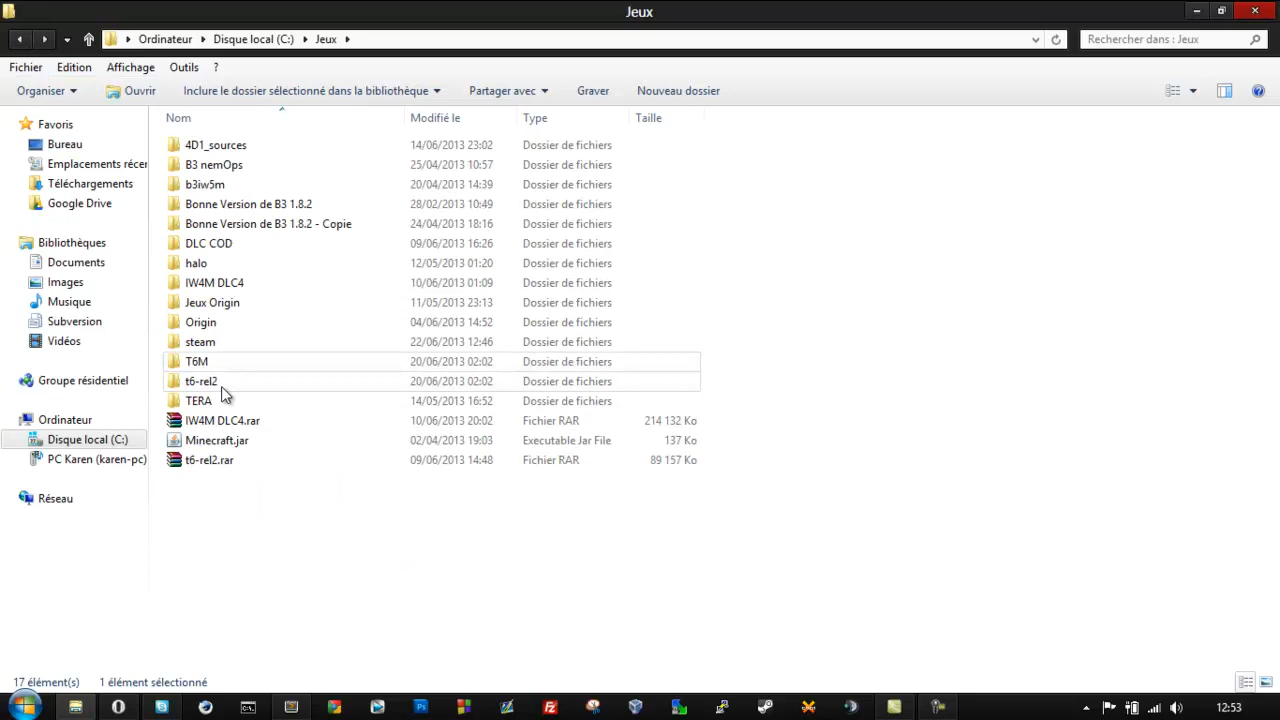 Jeux
Ordinateur Disque local (C:) Jeux
Rechercher dans : Jeux
Fichier Edition Affichage Outils ?
Organiser Ouvrir Inclure le dossier sélectionné dans la bibliothèque Partager avec Graver Nouveau dossier
Nom Modifié le Type Taille
Favoris
Bureau
Emplacements récer
Téléchargements
Google Drive
Bibliothèques
Documents
Images
Musique
Subversion
Vidéos
Groupe résidentiel
Ordinateur
Disque local (C:)
PC Karen (karen-pc)
Réseau
4D1_sources 14/06/2013 23:02 Dossier de fichiers
B3 nemOps 25/04/2013 10:57 Dossier de fichiers
b3iw5m 20/04/2013 14:39 Dossier de fichiers
Bonne Version de B3 1.8.2 28/02/2013 10:49 Dossier de fichiers
Bonne Version de B3 1.8.2 - Copie 24/04/2013 18:16 Dossier de fichiers
DLC COD 09/06/2013 16:26 Dossier de fichiers
halo 12/05/2013 01:20 Dossier de fichiers
IW4M DLC4 10/06/2013 01:09 Dossier de fichiers
Jeux Origin 11/05/2013 23:13 Dossier de fichiers
Origin 04/06/2013 14:52 Dossier de fichiers
steam 22/06/2013 12:46 Dossier de fichiers
T6M 20/06/2013 02:02 Dossier de fichiers
t6-rel2 20/06/2013 02:02 Dossier de fichiers
TERA 14/05/2013 16:52 Dossier de fichiers
IW4M DLC4.rar 10/06/2013 20:02 Fichier RAR 214 132 Ko
Minecraft.jar 02/04/2013 19:03 Executable Jar File 137 Ko
t6-rel2.rar 09/06/2013 14:48 Fichier RAR 89 157 Ko
17 élément(s) 1 élément sélectionné
12:53